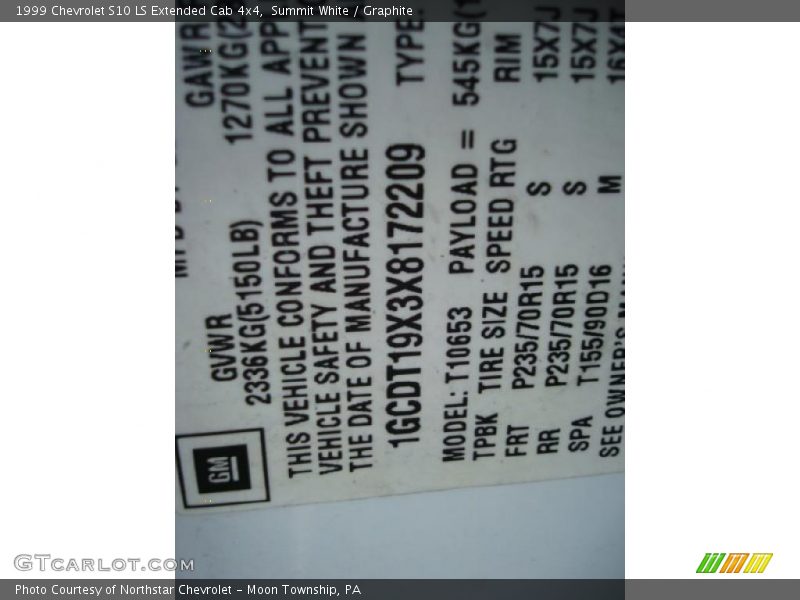 1999 Chevrolet S10 LS Extended Cab 4x4, Summit White / Graphite
GM
GVWR GAWR
2336KG(5150LB) 1270KG(2
THIS VEHICLE CONFORMS TO ALL APP
VEHICLE SAFETY AND THEFT PREVENT
THE DATE OF MANUFACTURE SHOWN
1GCDT19X3X8172209 TYPE:
MODEL: T10653 PAYLOAD = 545KG(1
TPBK TIRE SIZE SPEED RTG RIM
FRT P235/70R15 S 15X7J
RR P235/70R15 S 15X7J
SPA T155/90D16 M 16X4T
SEE OWNER'S
GTcarlot.com
Photo Courtesy of Northstar Chevrolet - Moon Township, PA